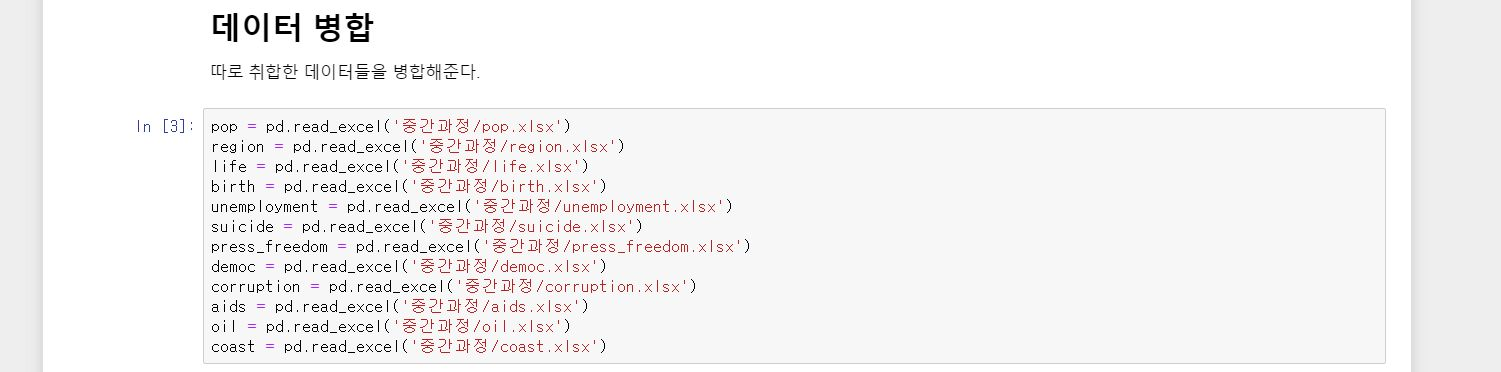 데이터 병합
따로 취합한 데이터들을 병합해준다.
In [3]: pop = pd.read_excel('중간과정/pop.xlsx')
region = pd.read_excel('중간과정/region.xlsx')
life = pd.read_excel('중간과정/life.xlsx')
birth = pd.read_excel('중간과정/birth.xlsx')
unemployment = pd.read_excel('중간과정/unemployment.xlsx')
suicide = pd.read_excel('중간과정/suicide.xlsx')
press_freedom = pd.read_excel('중간과정/press_freedom.xlsx')
democ = pd.read_excel('중간과정/democ.xlsx')
corruption = pd.read_excel('중간과정/corruption.xlsx')
aids = pd.read_excel('중간과정/aids.xlsx')
oil = pd.read_excel('중간과정/oil.xlsx')
coast = pd.read_excel('중간과정/coast.xlsx')